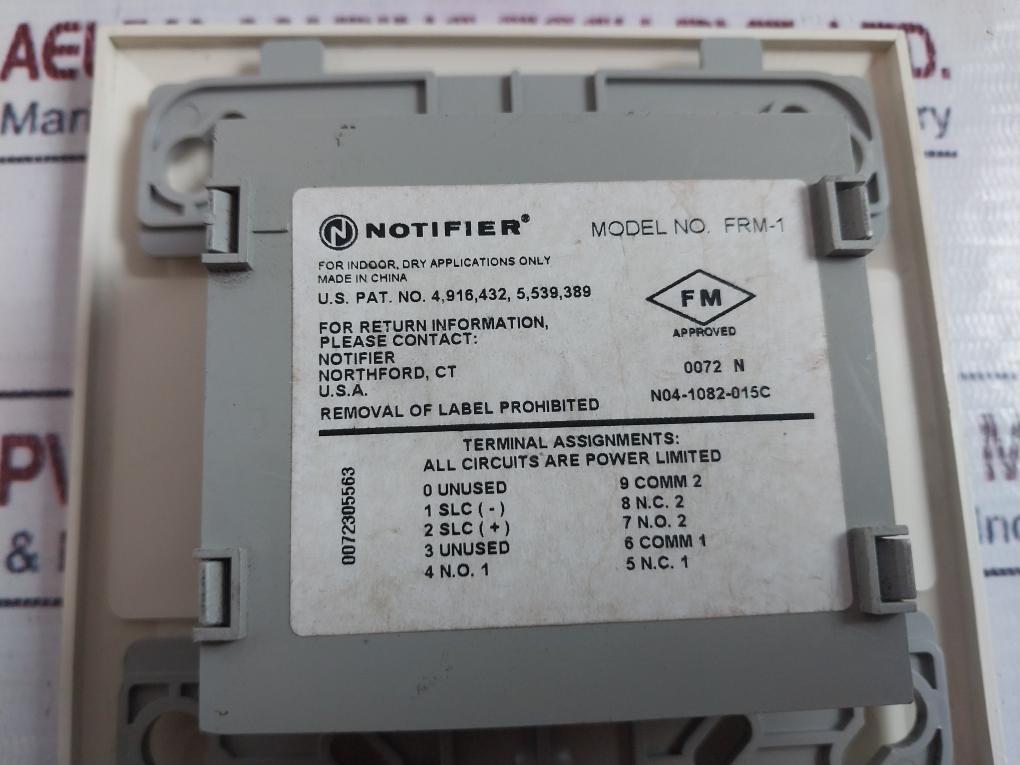 NOTIFIER®
MODEL NO. FRM-1
FOR INDOOR, DRY APPLICATIONS ONLY
MADE IN CHINA
U.S. PAT. NO. 4,916,432, 5,539,389
FM
APPROVED
FOR RETURN INFORMATION,
PLEASE CONTACT:
NOTIFIER
NORTHFORD, CT
U.S.A.
0072 N
N04-1082-015C
REMOVAL OF LABEL PROHIBITED
TERMINAL ASSIGNMENTS:
ALL CIRCUITS ARE POWER LIMITED
0072305563
0 UNUSED
1 SLC ( - )
2 SLC ( + )
3 UNUSED
4 N.O. 1
9 COMM 2
8 N.C. 2
7 N.O. 2
6 COMM 1
5 N.C. 1